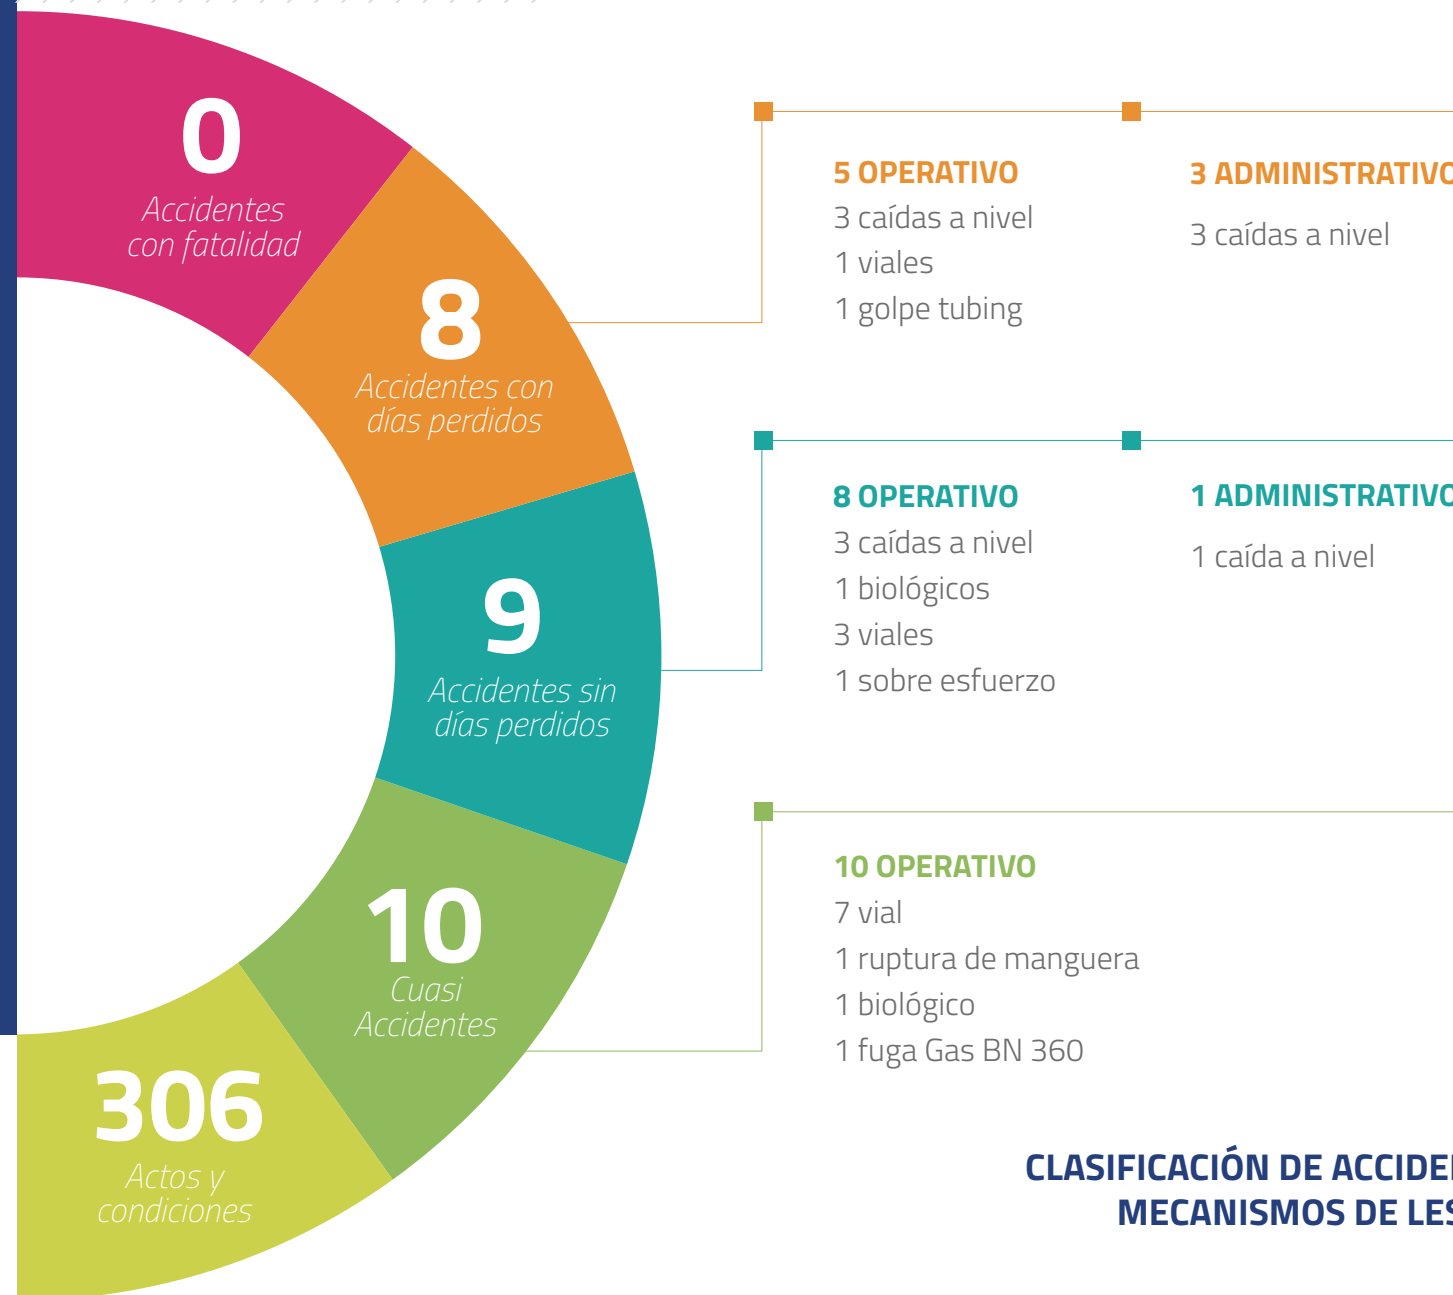 0
Accidentes
con fatalidad
8
Accidentes con
días perdidos
9
Accidentes sin
días perdidos
10
Cuasi
Accidentes
306
Actos y
condiciones
5 OPERATIVO
3 caídas a nivel
1 viales
1 golpe tubing
3 ADMINISTRATIVO
3 caídas a nivel
8 OPERATIVO
3 caídas a nivel
1 biológicos
3 viales
1 sobre esfuerzo
1 ADMINISTRATIVO
1 caída a nivel
10 OPERATIVO
7 vial
1 ruptura de manguera
1 biológico
1 fuga Gas BN 360
CLASIFICACIÓN DE ACCIDE
MECANISMOS DE LES